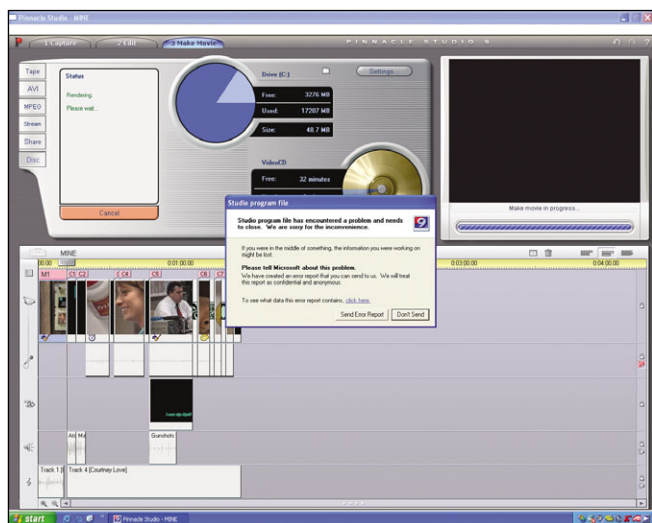 Pinnacle Studio - MINE
1 Capture
2 Edit
3 Make Movie
PINNACLE STUDIO 9
Tape
AVI
MPEG
Stream
Share
Disc
Status
Rendering.
Please wait...
Cancel
Drive (C:)
Settings
Free: 3276 MB
Used: 17207 MB
Size: 48.7 MB
VideoCD
Free: 32 minutes
Make movie in progress...
Studio program file
Studio program file has encountered a problem and needs
to close. We are sorry for the inconvenience.
If you were in the middle of something, the information you were working on
might be lost.
Please tell Microsoft about this problem.
We have created an error report that you can send to us. We will treat
this report as confidential and anonymous.
To see what data this error report contains, click here.
Send Error Report
Don't Send
MINE
00.00
0:01:00.00
0:03:00.00
0:04:00.00
M1
C1
C2
C4
C5
C6
C7
Gunshots
Track 1
Track 4 [Courtney Love]
start
Pinnacle Studio - MINE